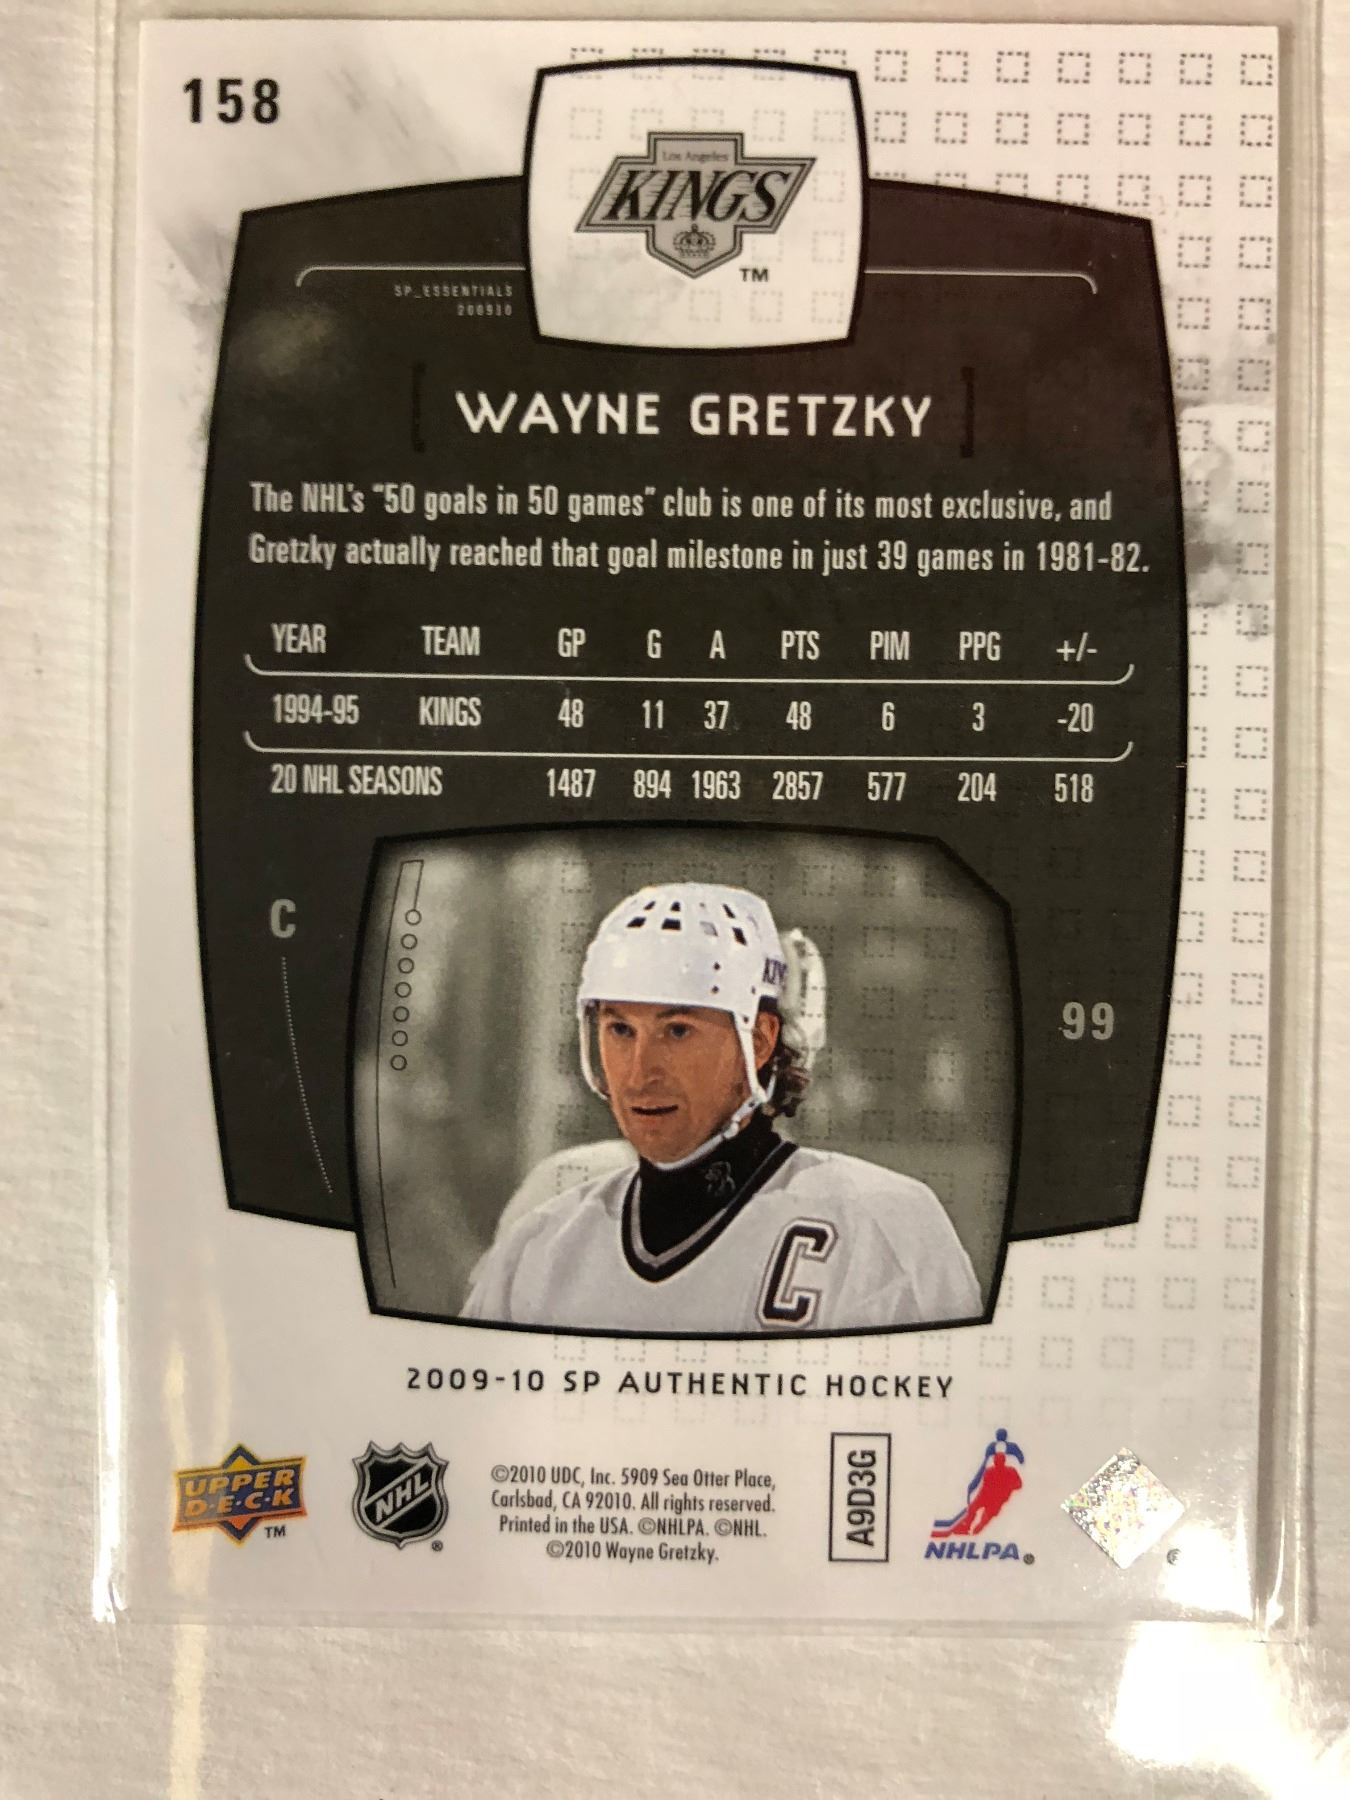 158
Los Angeles
KINGS
TM
SP_ESSENTIALS
200910
WAYNE GRETZKY
The NHL's "50 goals in 50 games" club is one of its most exclusive, and
Gretzky actually reached that goal milestone in just 39 games in 1981-82.
YEAR TEAM GP G A PTS PIM PPG +/-
1994-95 KINGS 48 11 37 48 6 3 -20
20 NHL SEASONS 1487 894 1963 2857 577 204 518
C
99
C
2009-10 SP AUTHENTIC HOCKEY
UPPER
D·E·C·K
TM
NHL
®
©2010 UDC, Inc. 5909 Sea Otter Place,
Carlsbad, CA 92010. All rights reserved.
Printed in the USA. ©NHLPA. ©NHL.
©2010 Wayne Gretzky.
A9D3G
NHLPA®